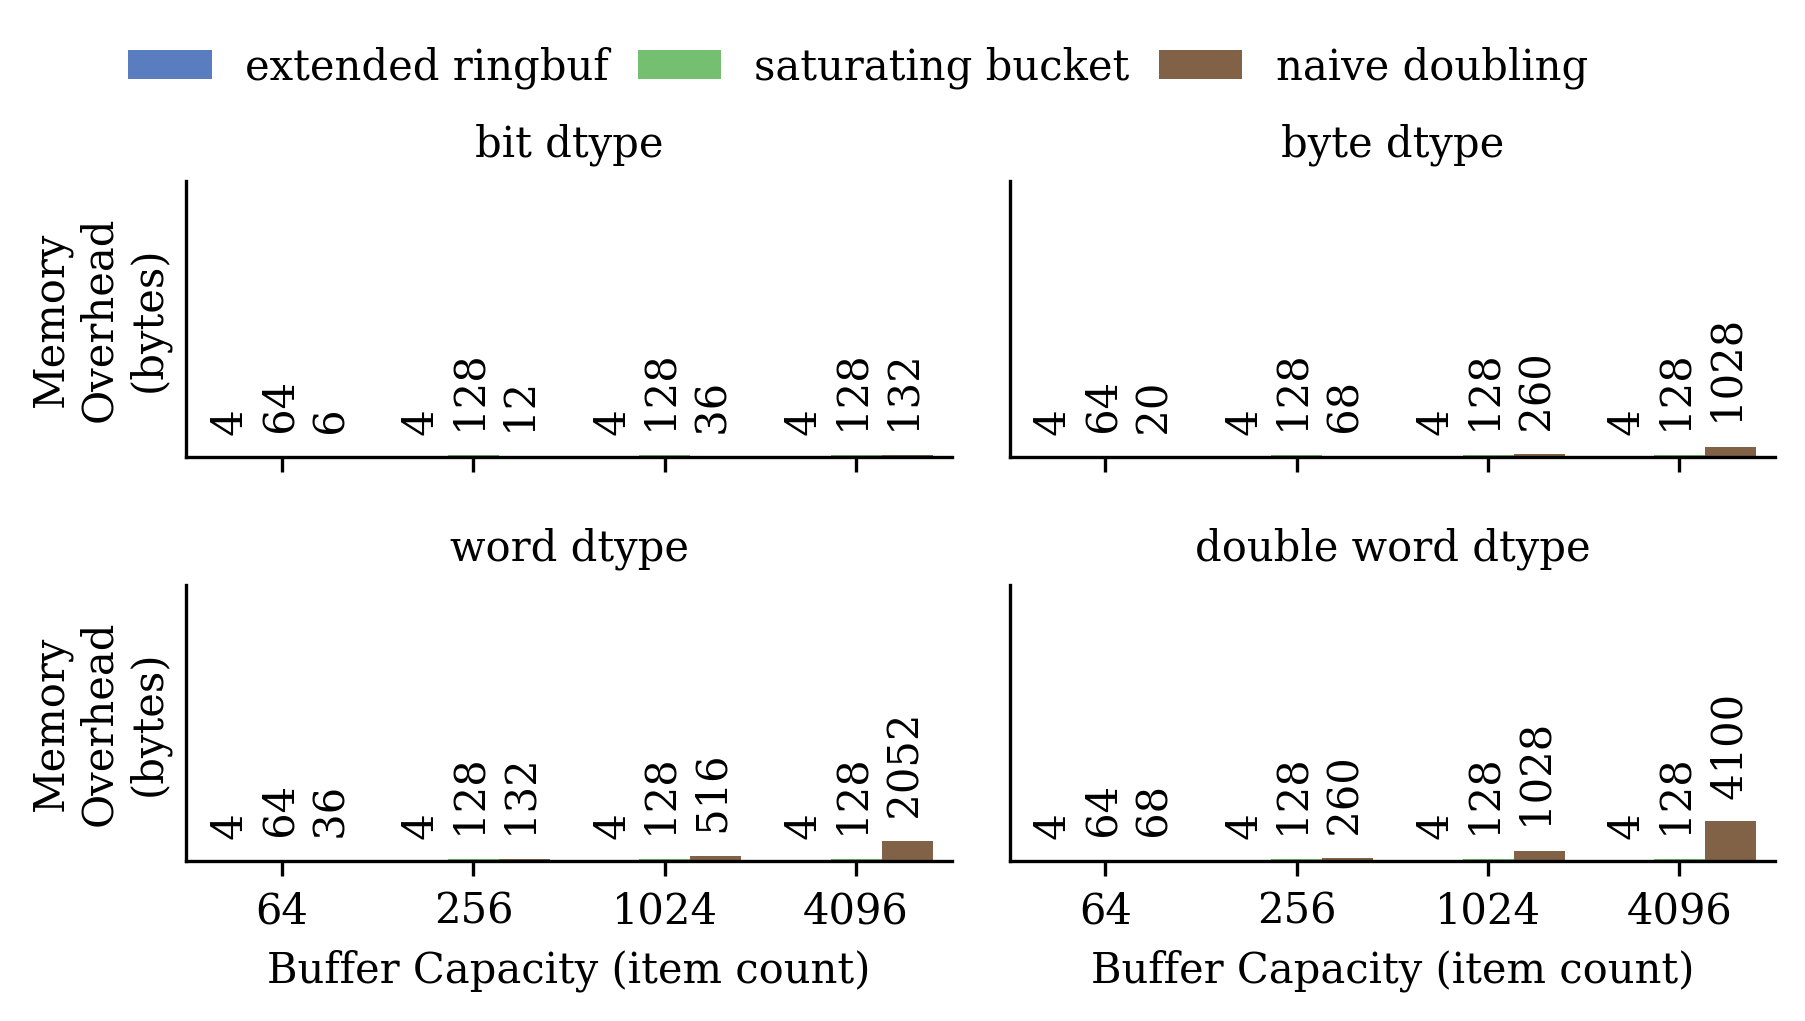 extended ringbuf saturating bucket naive doubling
bit dtype
Memory
Overhead
(bytes)
4 64 6 4 128 12 4 128 36 4 128 132
byte dtype
4 64 20 4 128 68 4 128 260 4 128 1028
word dtype
Memory
Overhead
(bytes)
4 64 36 4 128 132 4 128 516 4 128 2052
64 256 1024 4096
Buffer Capacity (item count)
double word dtype
4 64 68 4 128 260 4 128 1028 4 128 4100
64 256 1024 4096
Buffer Capacity (item count)